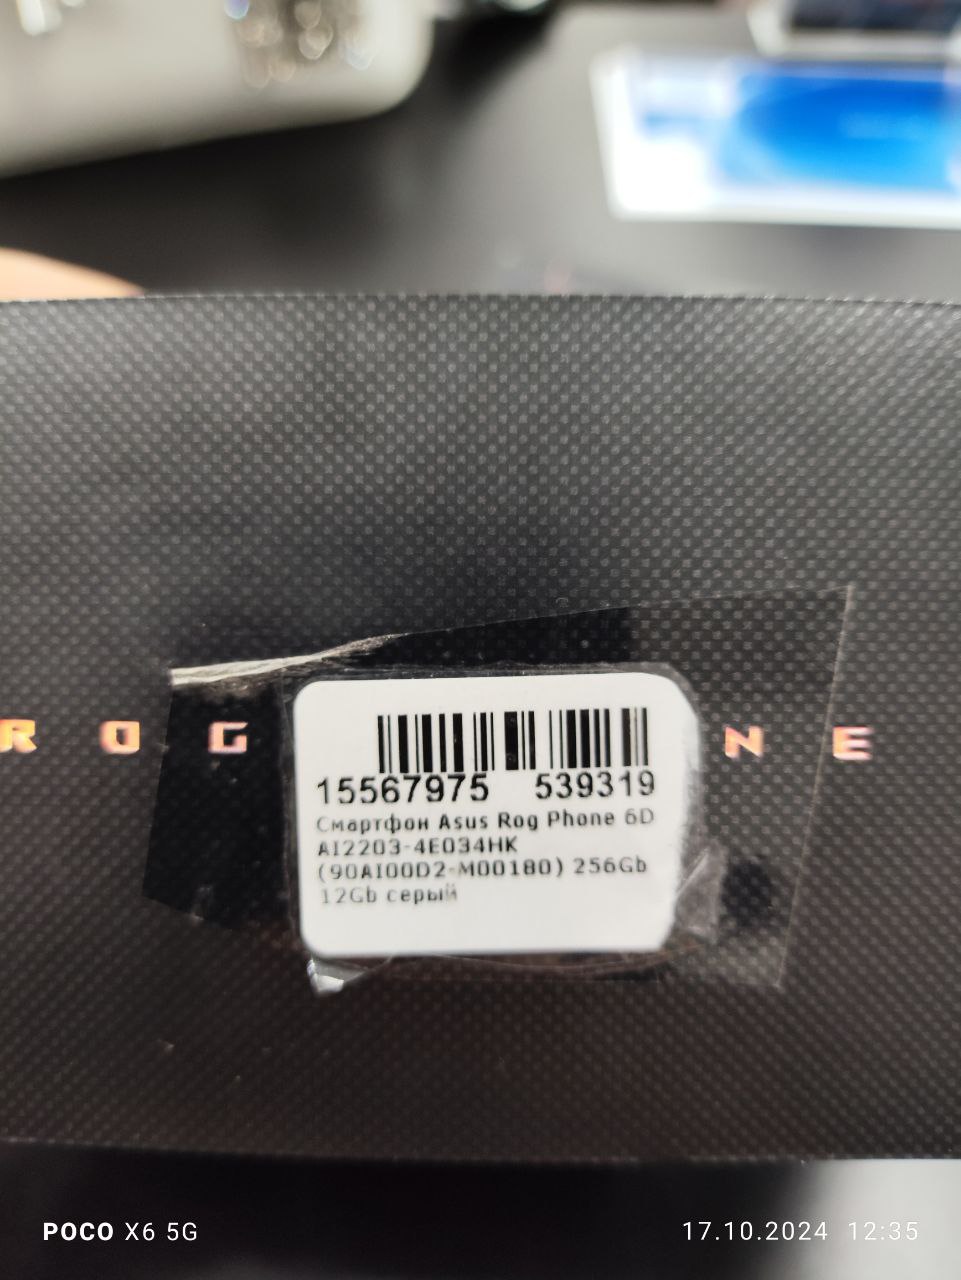 ROG NE
15567975 539319
Смартфон Asus Rog Phone 6D
AI2203-4E034HK
(90AI00D2-M00180) 256Gb
12Gb серый
POCO X6 5G
17.10.2024 12:35